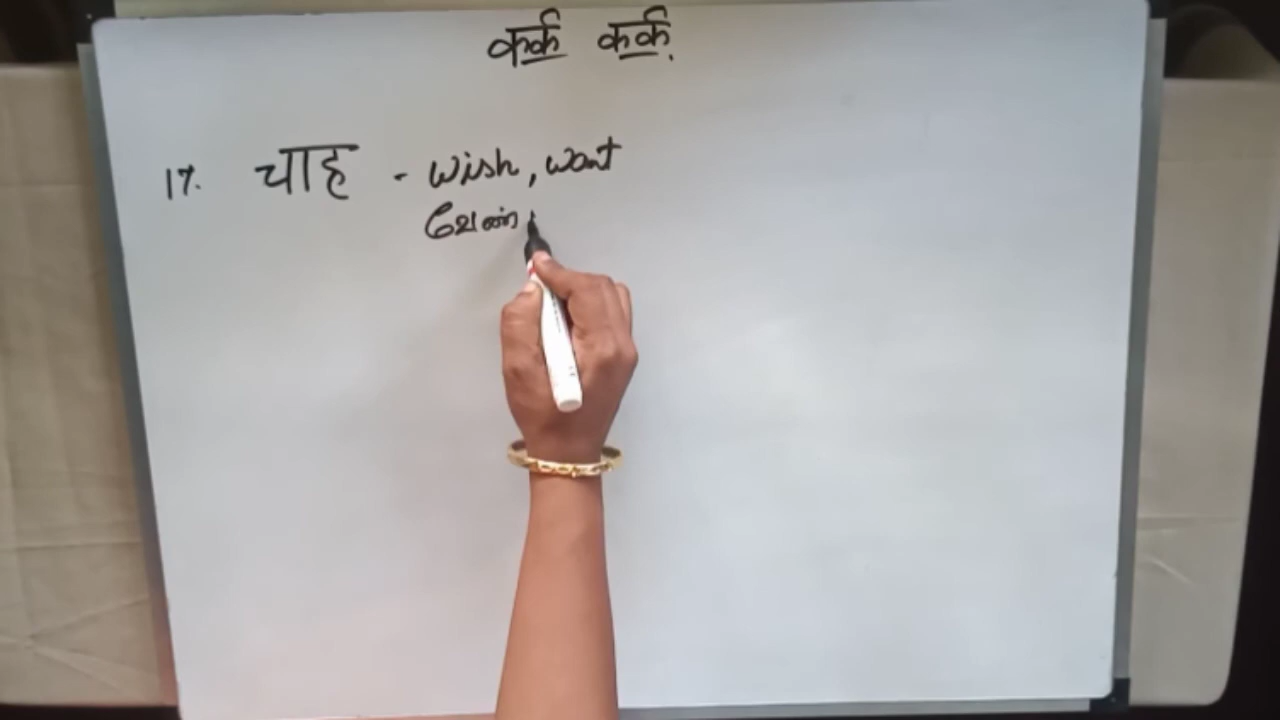 कर्क कर्क.
17. चाह - wish, want
வேண்